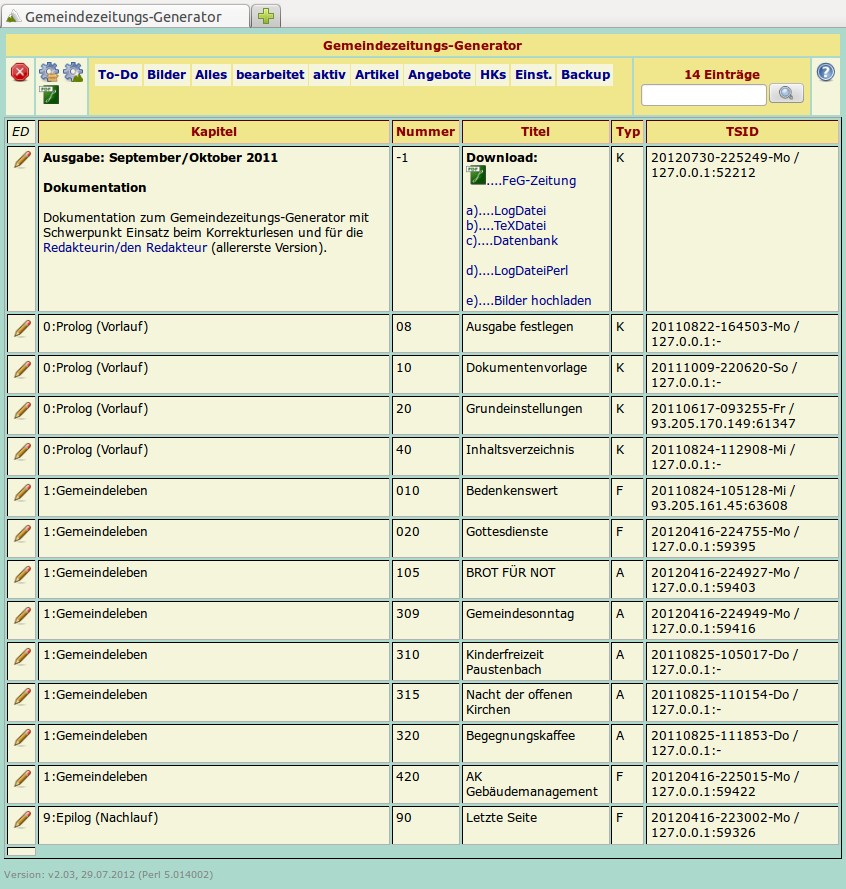 Gemeindezeitungs-Generator
Gemeindezeitungs-Generator
To-Do Bilder Alles bearbeitet aktiv Artikel Angebote HKs Einst. Backup
14 Einträge
ED Kapitel Nummer Titel Typ TSID
Ausgabe: September/Oktober 2011
Dokumentation
Dokumentation zum Gemeindezeitungs-Generator mit
Schwerpunkt Einsatz beim Korrekturlesen und für die
Redakteurin/den Redakteur (allererste Version).
-1
Download:
....FeG-Zeitung
a)....LogDatei
b)....TeXDatei
c)....Datenbank
d)....LogDateiPerl
e)....Bilder hochladen
K
20120730-225249-Mo /
127.0.0.1:52212
0:Prolog (Vorlauf) 08 Ausgabe festlegen K 20110822-164503-Mo /
127.0.0.1:-
0:Prolog (Vorlauf) 10 Dokumentenvorlage K 20111009-220620-So /
127.0.0.1:-
0:Prolog (Vorlauf) 20 Grundeinstellungen K 20110617-093255-Fr /
93.205.170.149:61347
0:Prolog (Vorlauf) 40 Inhaltsverzeichnis K 20110824-112908-Mi /
127.0.0.1:-
1:Gemeindeleben 010 Bedenkenswert F 20110824-105128-Mi /
93.205.161.45:63608
1:Gemeindeleben 020 Gottesdienste F 20120416-224755-Mo /
127.0.0.1:59395
1:Gemeindeleben 105 BROT FÜR NOT A 20120416-224927-Mo /
127.0.0.1:59403
1:Gemeindeleben 309 Gemeindesonntag A 20120416-224949-Mo /
127.0.0.1:59416
1:Gemeindeleben 310 Kinderfreizeit A 20110825-105017-Do /
Paustenbach 127.0.0.1:-
1:Gemeindeleben 315 Nacht der offenen A 20110825-110154-Do /
Kirchen 127.0.0.1:-
1:Gemeindeleben 320 Begegnungskaffee A 20110825-111853-Do /
127.0.0.1:-
1:Gemeindeleben 420 AK F 20120416-225015-Mo /
Gebäudemanagement 127.0.0.1:59422
9:Epilog (Nachlauf) 90 Letzte Seite F 20120416-223002-Mo /
127.0.0.1:59326
Version: v2.03, 29.07.2012 (Perl 5.014002)